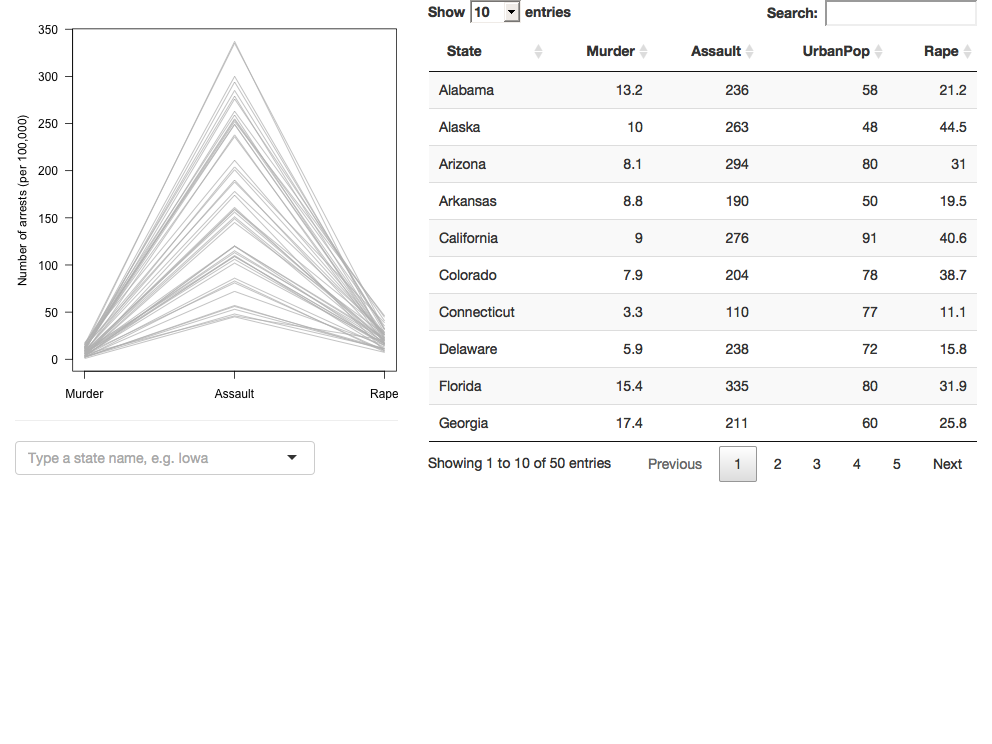 Number of arrests (per 100,000)
350
300
250
200
150
100
50
0
Murder Assault Rape
Type a state name, e.g. Iowa
Show 10 entries Search:
State Murder Assault UrbanPop Rape
Alabama 13.2 236 58 21.2
Alaska 10 263 48 44.5
Arizona 8.1 294 80 31
Arkansas 8.8 190 50 19.5
California 9 276 91 40.6
Colorado 7.9 204 78 38.7
Connecticut 3.3 110 77 11.1
Delaware 5.9 238 72 15.8
Florida 15.4 335 80 31.9
Georgia 17.4 211 60 25.8
Showing 1 to 10 of 50 entries Previous 1 2 3 4 5 Next